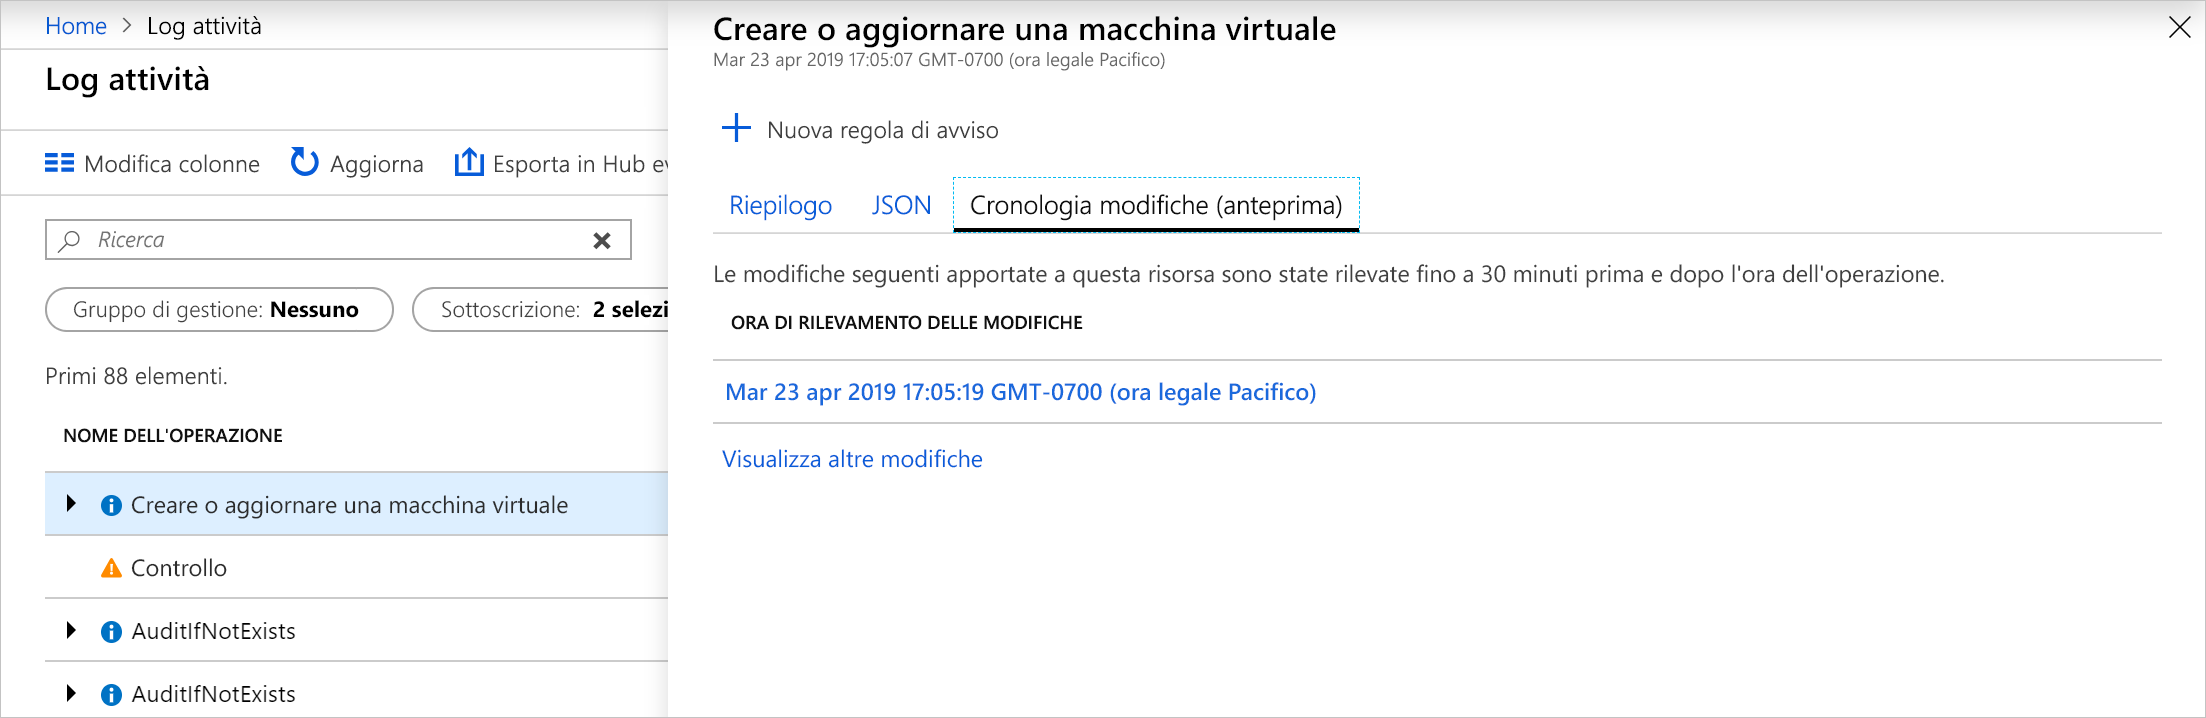 Home > Log attività
Log attività
Modifica colonne Aggiorna Esporta in Hub
Ricerca
Gruppo di gestione: Nessuno Sottoscrizione: 2 selezi
Primi 88 elementi.
NOME DELL'OPERAZIONE
Creare o aggiornare una macchina virtuale
Controllo
AuditIfNotExists
AuditIfNotExists
Creare o aggiornare una macchina virtuale
Mar 23 apr 2019 17:05:07 GMT-0700 (ora legale Pacifico)
Nuova regola di avviso
Riepilogo JSON Cronologia modifiche (anteprima)
Le modifiche seguenti apportate a questa risorsa sono state rilevate fino a 30 minuti prima e dopo l'ora dell'operazione.
ORA DI RILEVAMENTO DELLE MODIFICHE
Mar 23 apr 2019 17:05:19 GMT-0700 (ora legale Pacifico)
Visualizza altre modifiche